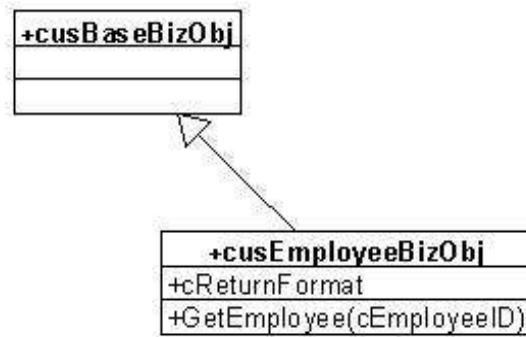 +cusBaseBizObj
+cusEmployeeBizObj
+cReturnFormat
+GetEmployee(cEmployeeID)